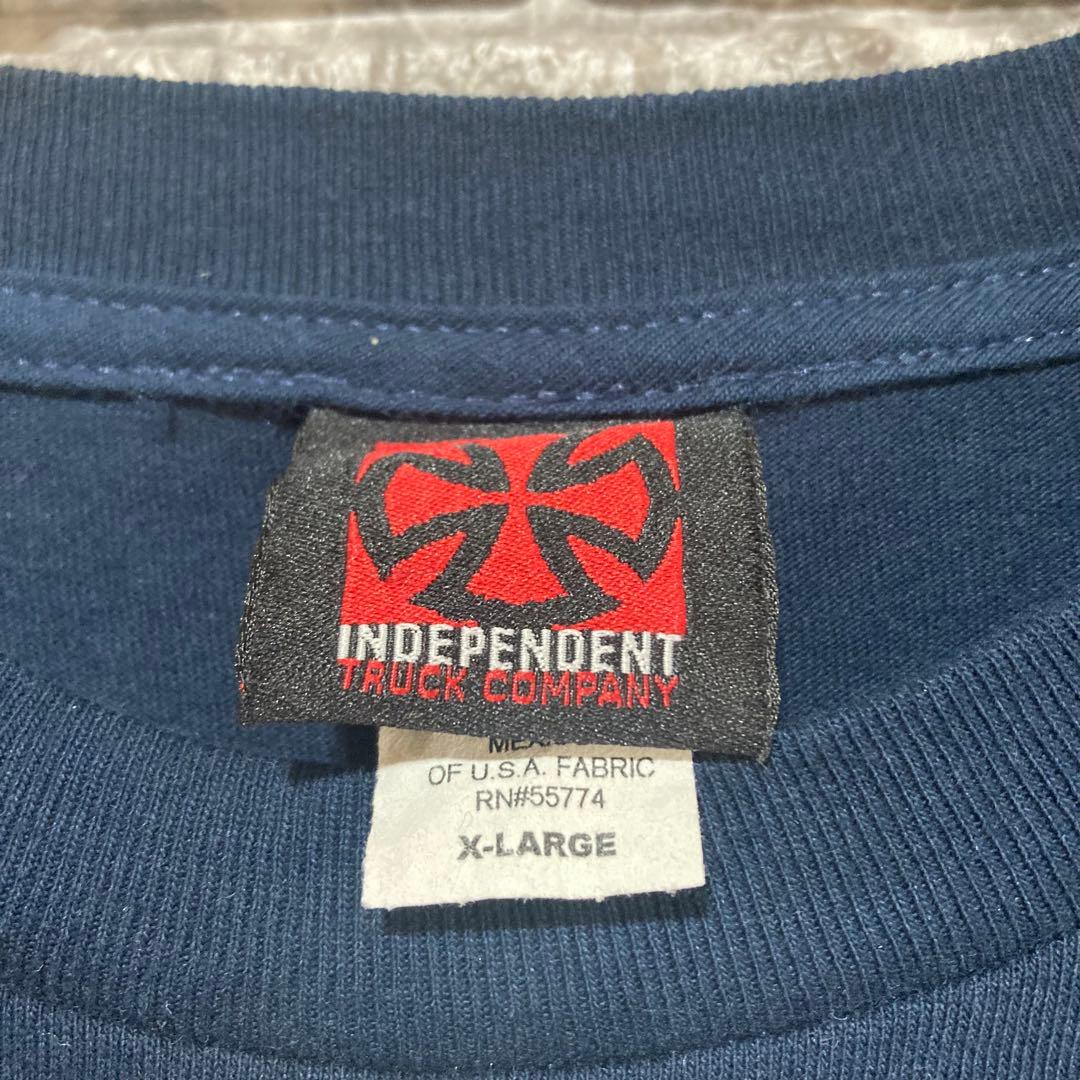 INDEPENDENT
TRUCK COMPANY
OF U.S.A. FABRIC
RN#55774
X-LARGE